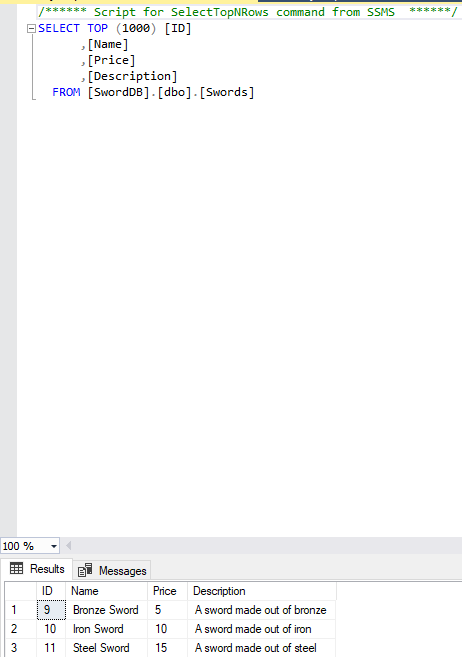 /****** Script for SelectTopNRows command from SSMS  ******/
SELECT TOP (1000) [ID]
      ,[Name]
      ,[Price]
      ,[Description]
  FROM [SwordDB].[dbo].[Swords]
100 %
Results Messages
ID Name Price Description
1 9 Bronze Sword 5 A sword made out of bronze
2 10 Iron Sword 10 A sword made out of iron
3 11 Steel Sword 15 A sword made out of steel